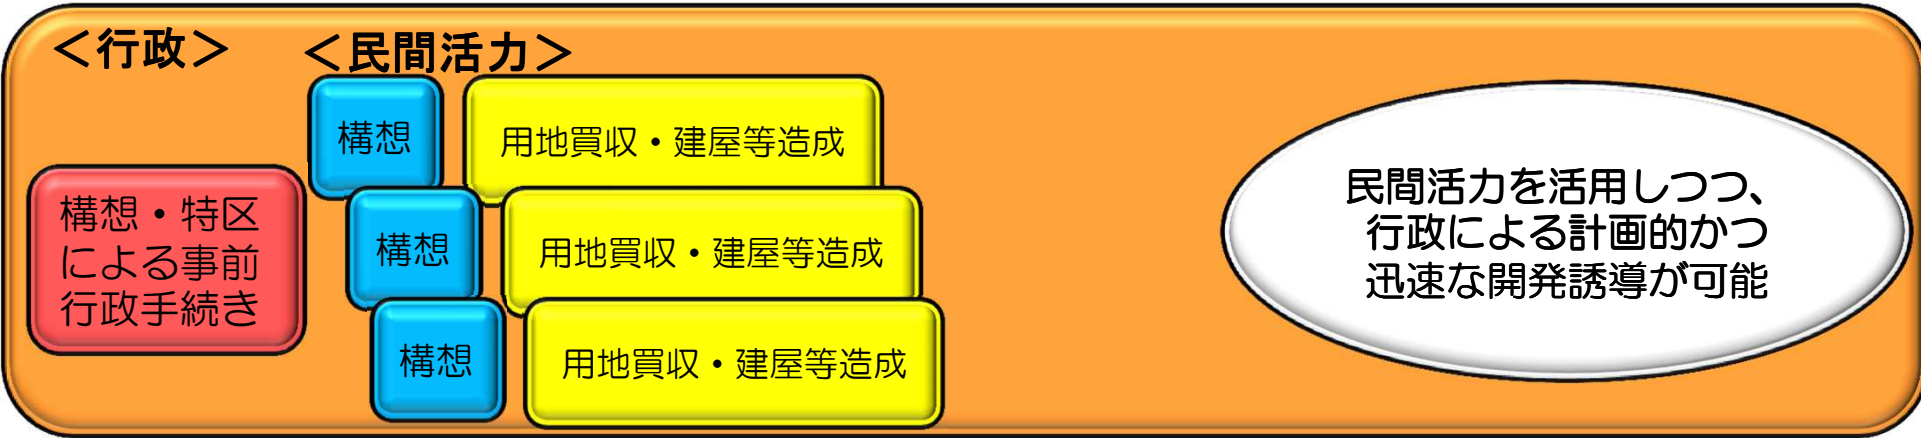 ＜行政＞
＜民間活力＞
構想・特区
による事前
行政手続き
構想
用地買収・建屋等造成
構想
用地買収・建屋等造成
構想
用地買収・建屋等造成
民間活力を活用しつつ、
行政による計画的かつ
迅速な開発誘導が可能